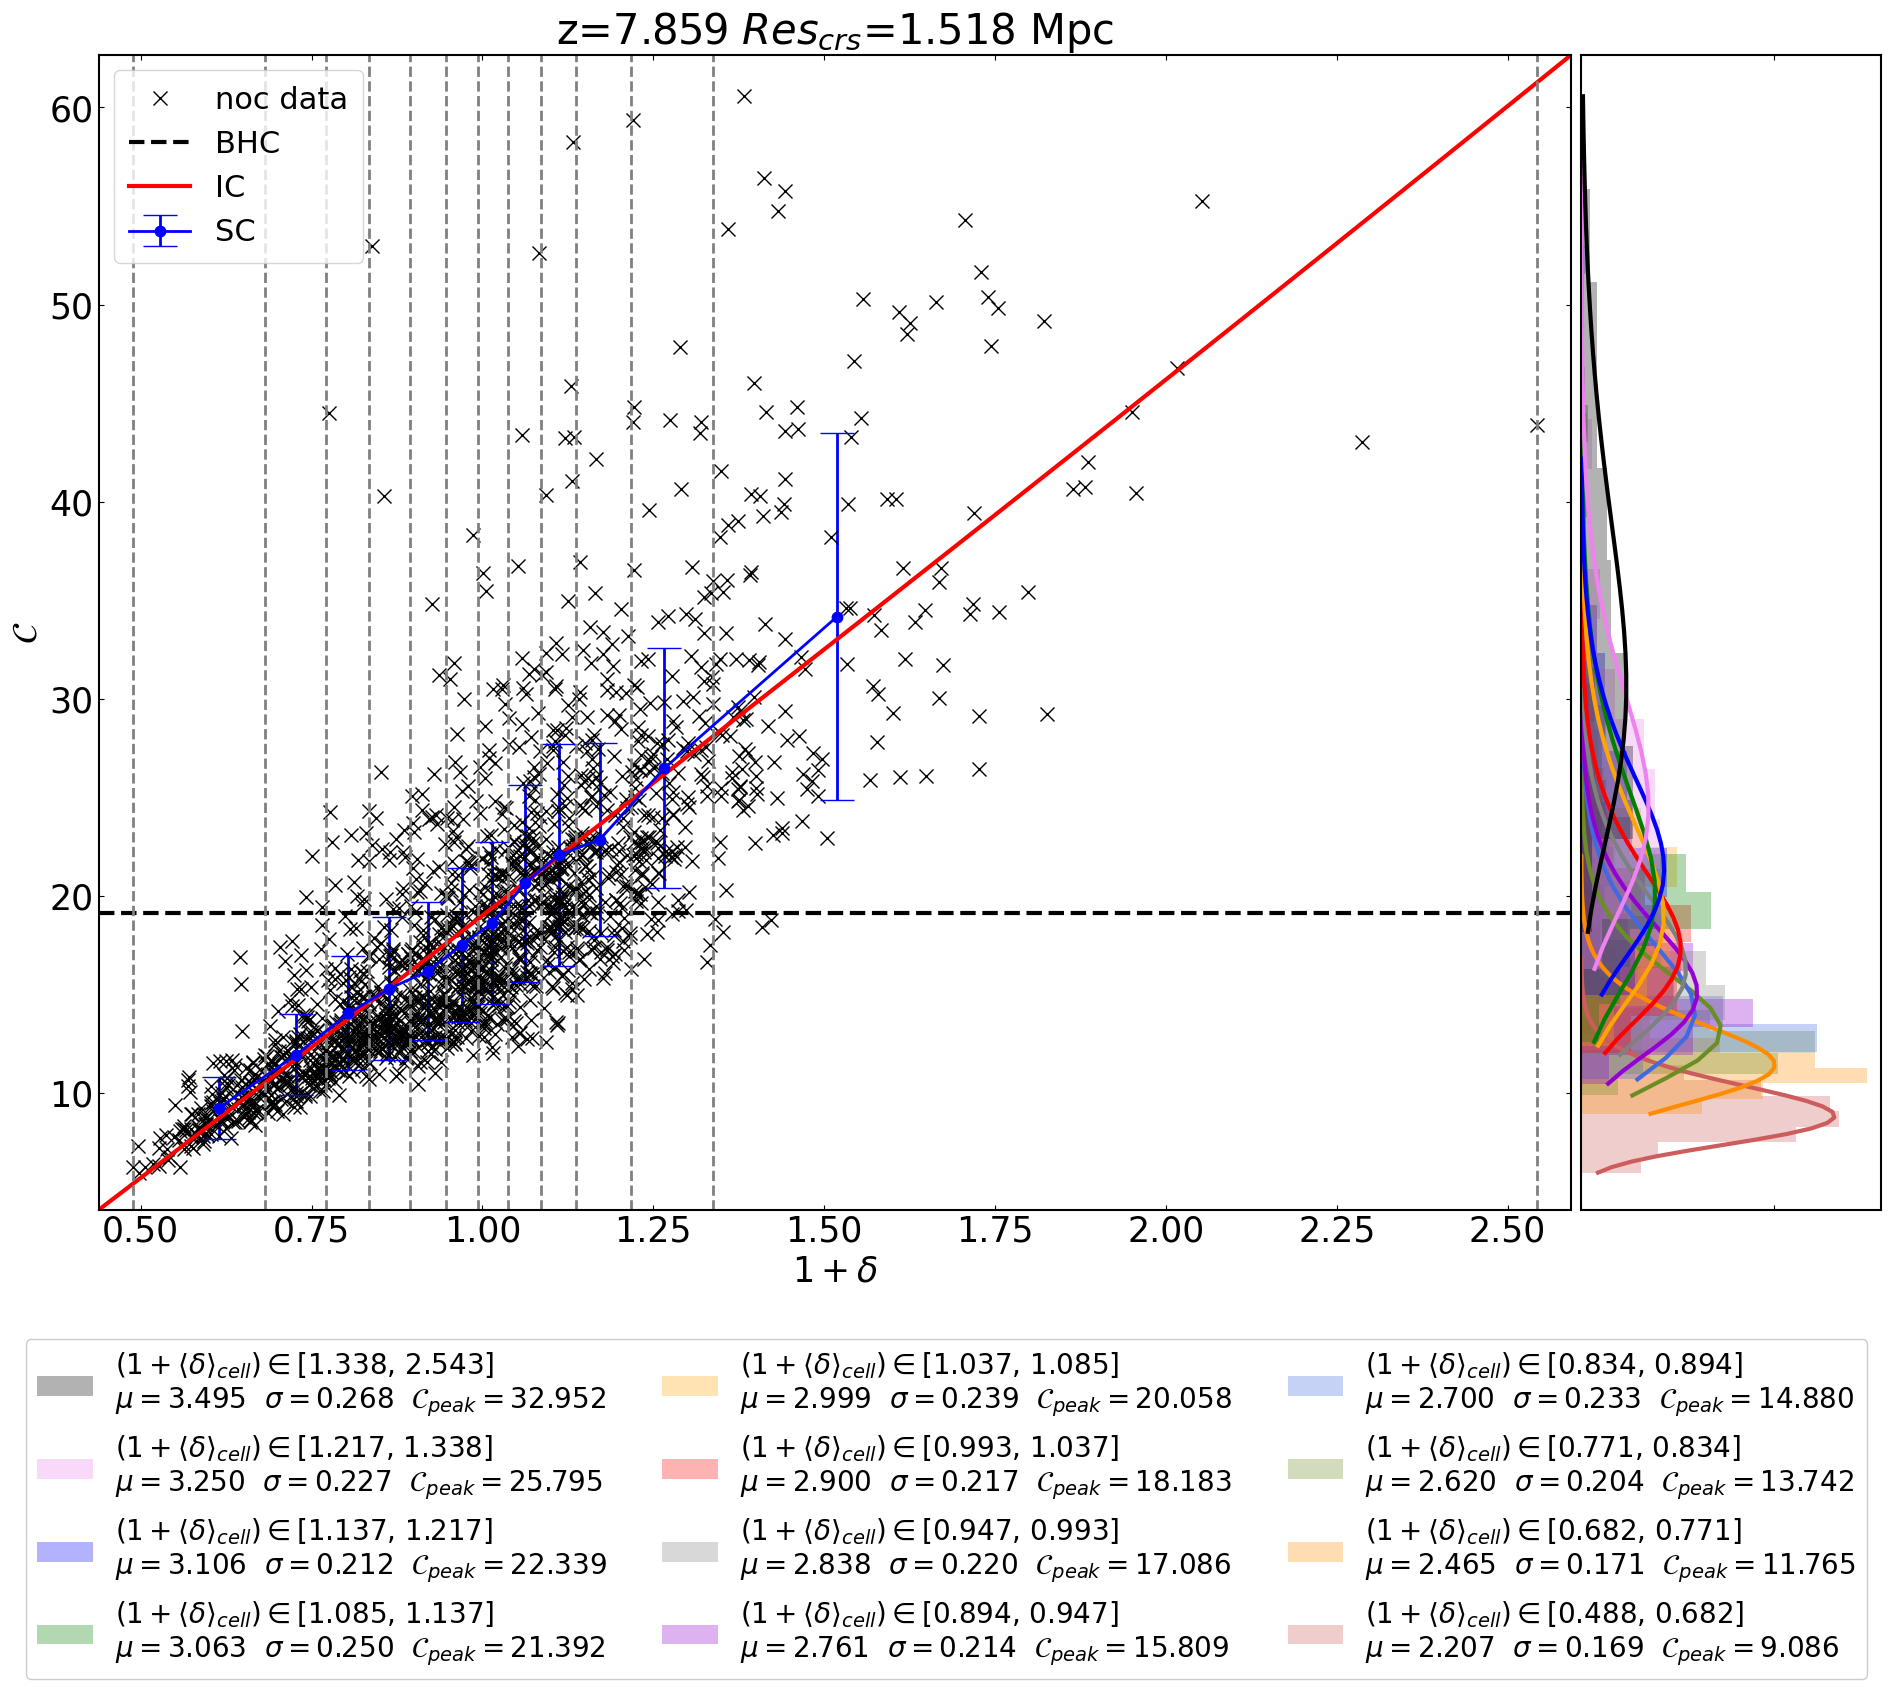 z=7.859 Res_crs=1.518 Mpc
noc data
BHC
IC
SC
60
50
40
30
20
10
𝒞
0.50 0.75 1.00 1.25 1.50 1.75 2.00 2.25 2.50
1 + δ
(1 + ⟨δ⟩_cell) ∈ [1.338, 2.543]
μ = 3.495 σ = 0.268 𝒞_peak = 32.952
(1 + ⟨δ⟩_cell) ∈ [1.217, 1.338]
μ = 3.250 σ = 0.227 𝒞_peak = 25.795
(1 + ⟨δ⟩_cell) ∈ [1.137, 1.217]
μ = 3.106 σ = 0.212 𝒞_peak = 22.339
(1 + ⟨δ⟩_cell) ∈ [1.085, 1.137]
μ = 3.063 σ = 0.250 𝒞_peak = 21.392
(1 + ⟨δ⟩_cell) ∈ [1.037, 1.085]
μ = 2.999 σ = 0.239 𝒞_peak = 20.058
(1 + ⟨δ⟩_cell) ∈ [0.993, 1.037]
μ = 2.900 σ = 0.217 𝒞_peak = 18.183
(1 + ⟨δ⟩_cell) ∈ [0.947, 0.993]
μ = 2.838 σ = 0.220 𝒞_peak = 17.086
(1 + ⟨δ⟩_cell) ∈ [0.894, 0.947]
μ = 2.761 σ = 0.214 𝒞_peak = 15.809
(1 + ⟨δ⟩_cell) ∈ [0.834, 0.894]
μ = 2.700 σ = 0.233 𝒞_peak = 14.880
(1 + ⟨δ⟩_cell) ∈ [0.771, 0.834]
μ = 2.620 σ = 0.204 𝒞_peak = 13.742
(1 + ⟨δ⟩_cell) ∈ [0.682, 0.771]
μ = 2.465 σ = 0.171 𝒞_peak = 11.765
(1 + ⟨δ⟩_cell) ∈ [0.488, 0.682]
μ = 2.207 σ = 0.169 𝒞_peak = 9.086